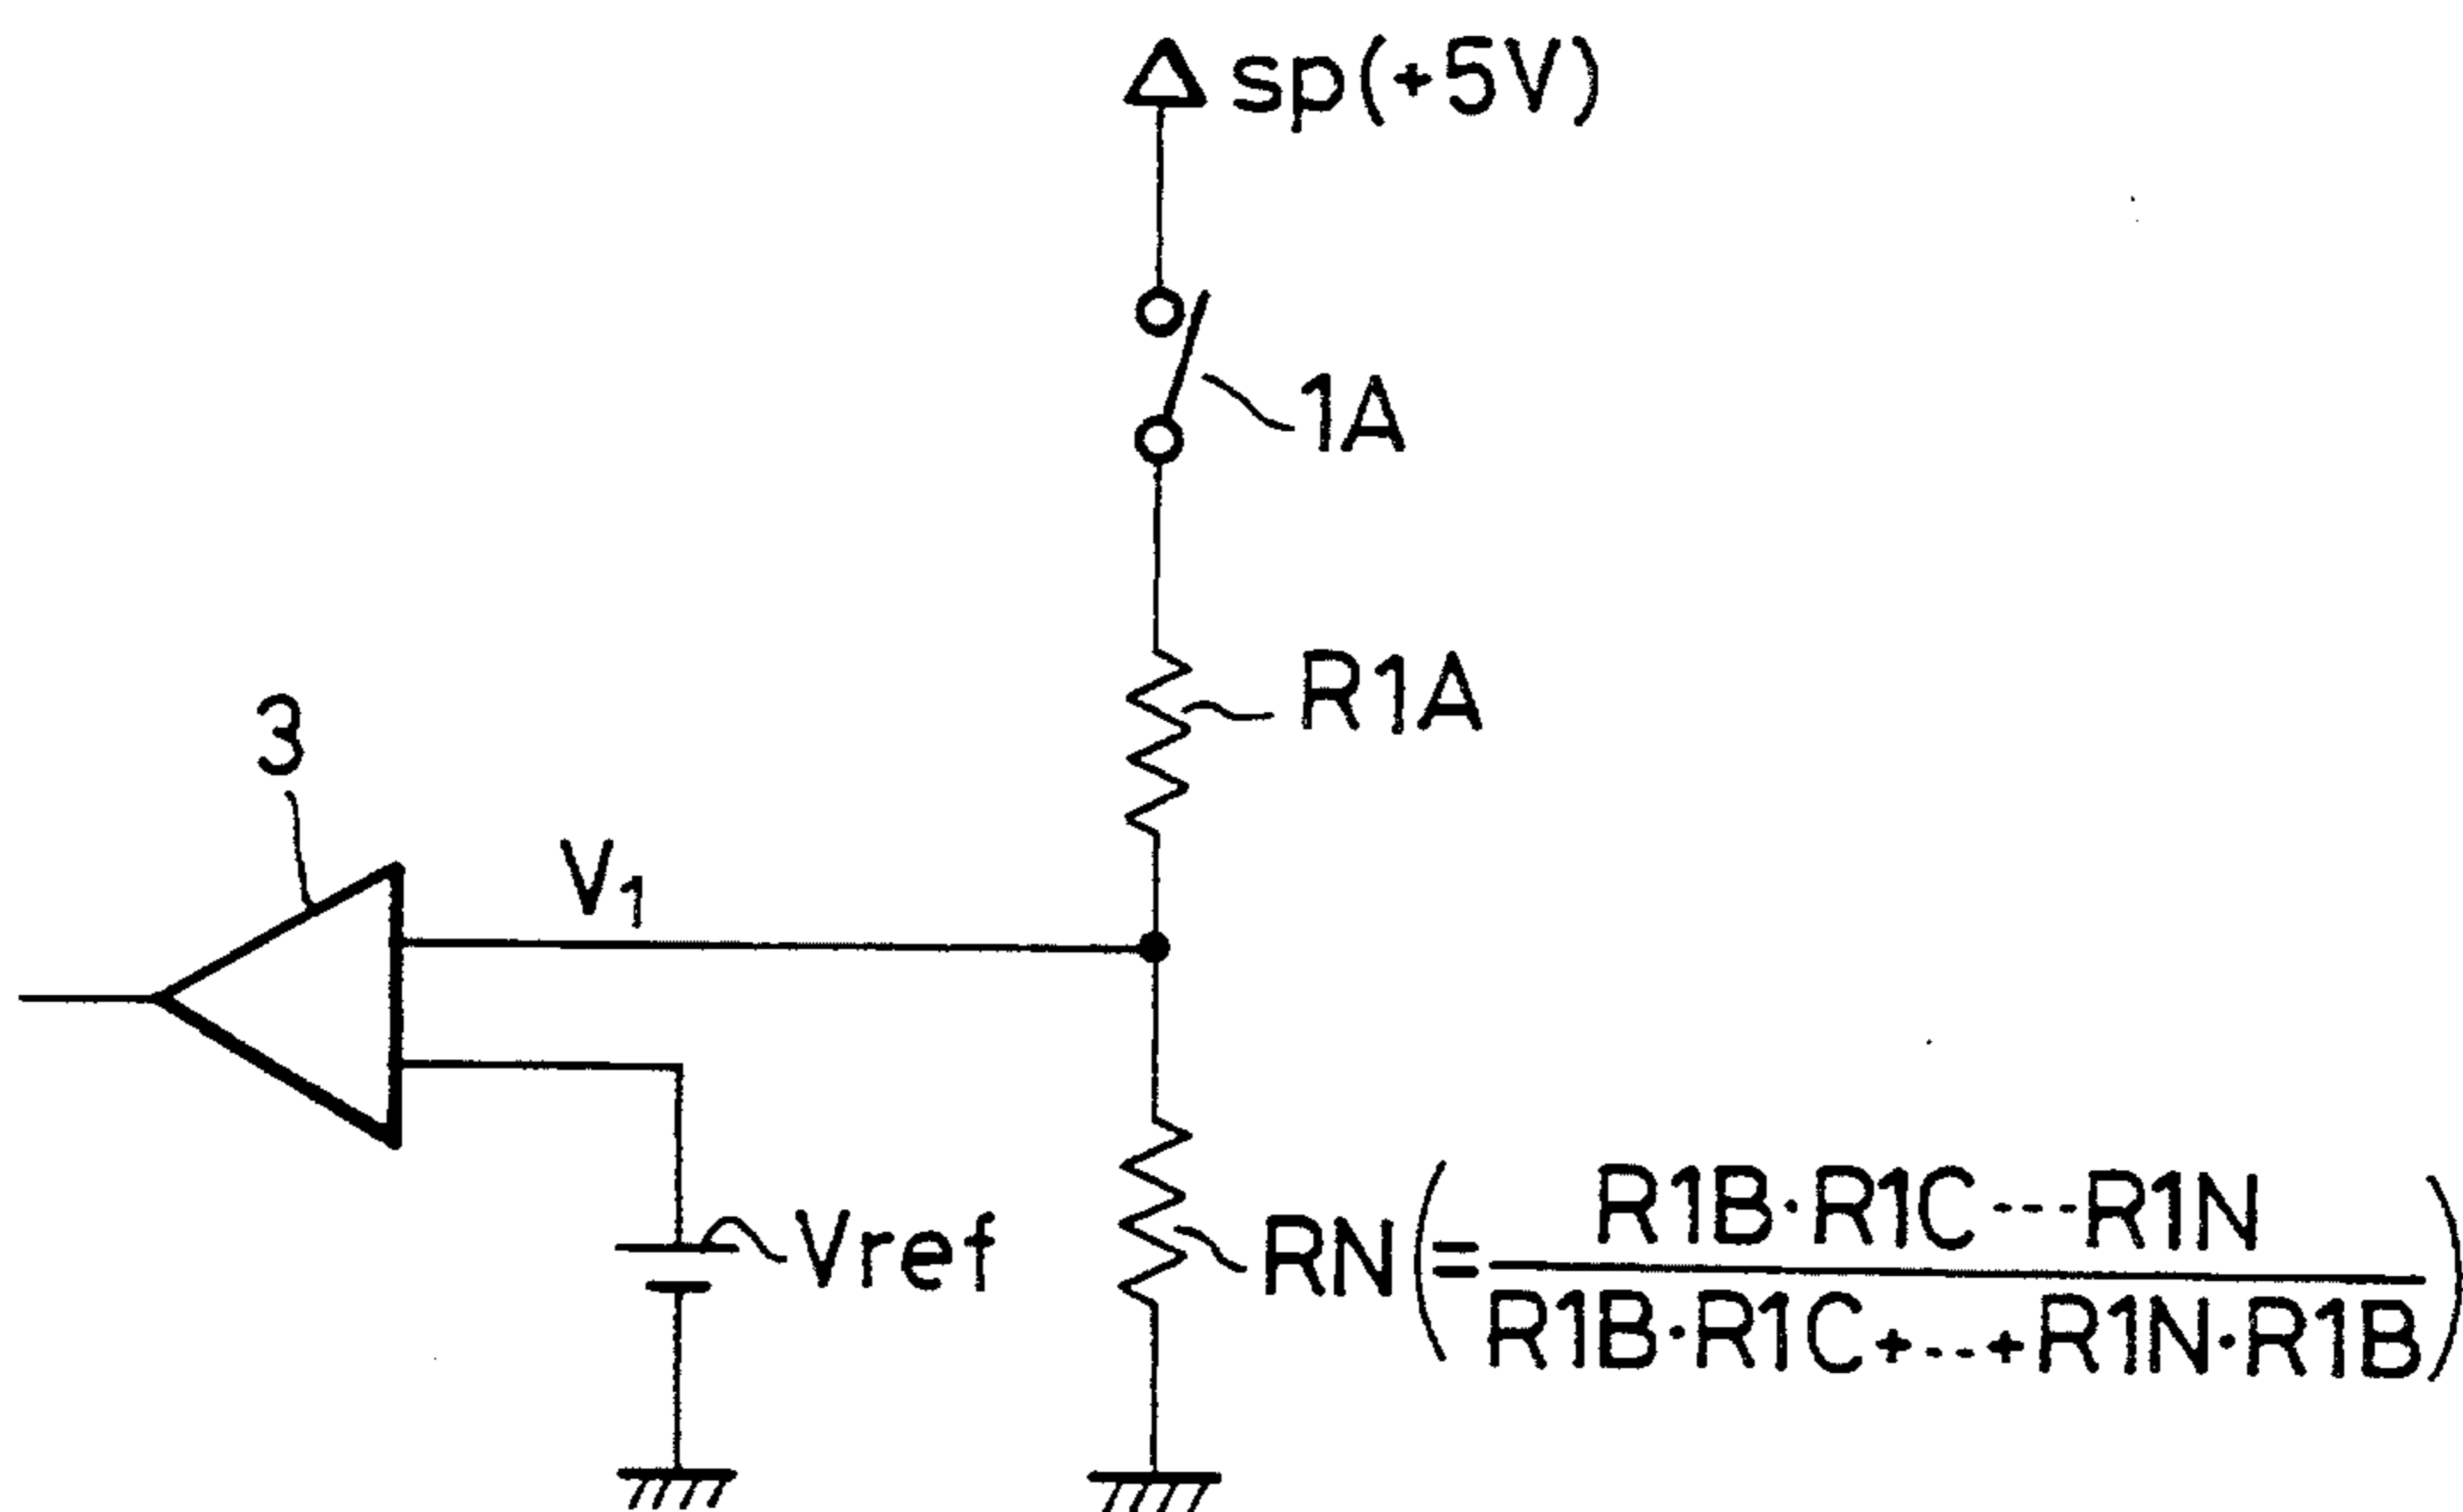 sp(+5V)
1A
R1A
3
V1
Vref
RN(= R1B·R1C---R1N / R1B·R1C+--+R1N·R1B)